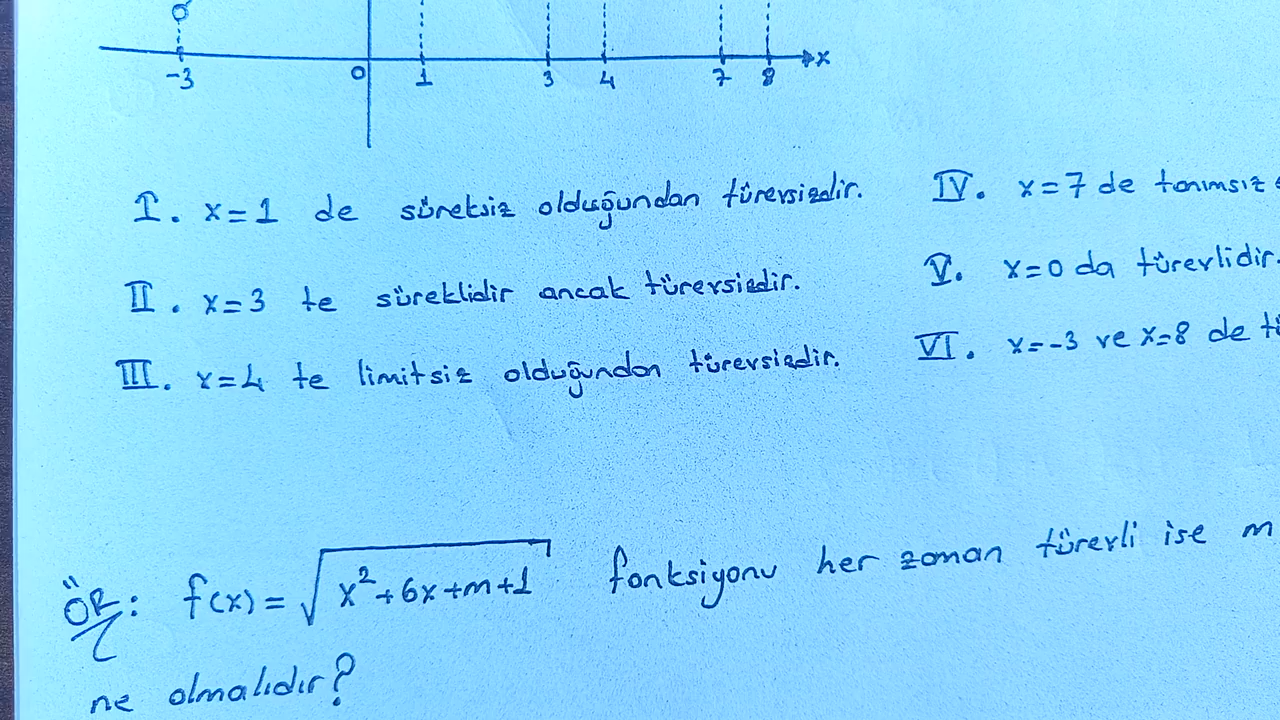 -3 0 1 3 4 7 8 x
I. x=1 de süreksiz olduğundan türevsizdir.
II. x=3 te süreklidir ancak türevsizdir.
III. x=4 te limitsiz olduğundan türevsizdir.
IV. x=7 de tanımsız
V. x=0 da türevlidir.
VI. x=-3 ve x=8 de
ÖR: f(x)=√x²+6x+m+1 fonksiyonu her zaman türevli ise m
ne olmalıdır?